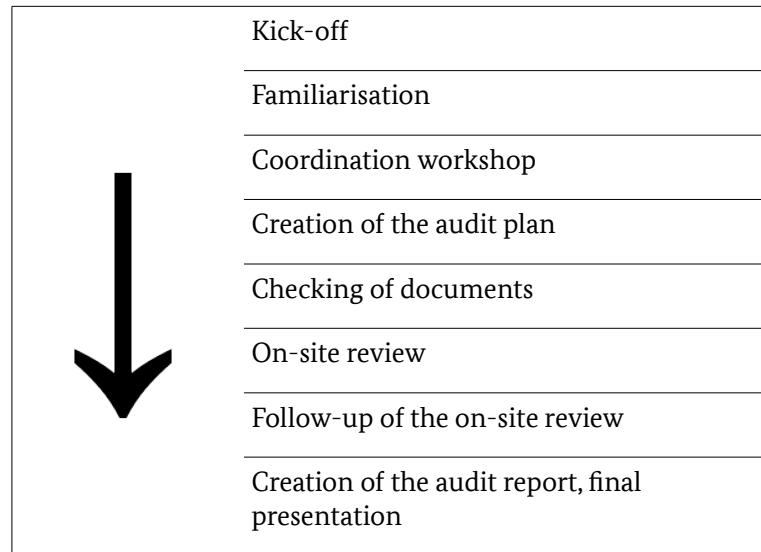 Kick-off
Familiarisation
Coordination workshop
Creation of the audit plan
Checking of documents
On-site review
Follow-up of the on-site review
Creation of the audit report, final
presentation